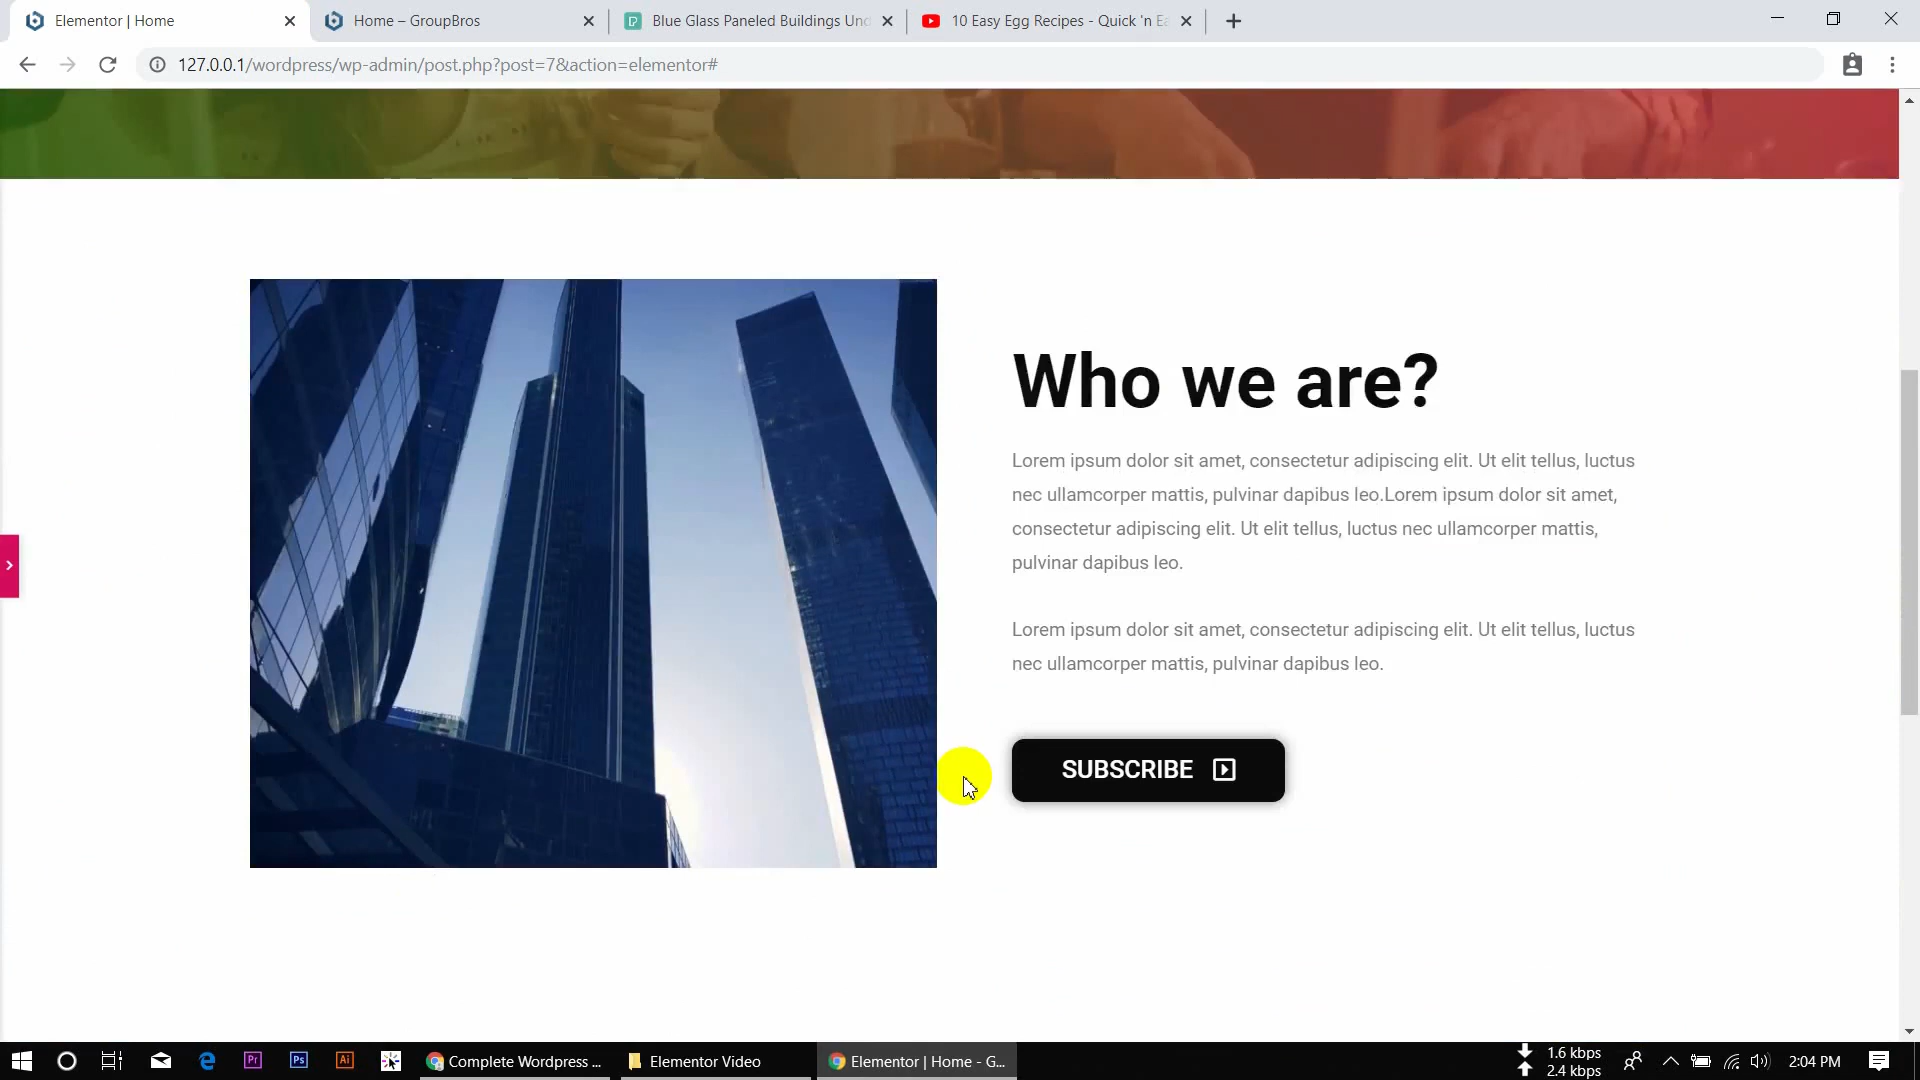 Elementor | Home
Home – GroupBros
Blue Glass Paneled Buildings Und
10 Easy Egg Recipes - Quick 'n Ea
127.0.0.1/wordpress/wp-admin/post.php?post=7&action=elementor#
Who we are?
Lorem ipsum dolor sit amet, consectetur adipiscing elit. Ut elit tellus, luctus
nec ullamcorper mattis, pulvinar dapibus leo.Lorem ipsum dolor sit amet,
consectetur adipiscing elit. Ut elit tellus, luctus nec ullamcorper mattis,
pulvinar dapibus leo.
Lorem ipsum dolor sit amet, consectetur adipiscing elit. Ut elit tellus, luctus
nec ullamcorper mattis, pulvinar dapibus leo.
SUBSCRIBE
Pr
Ps
Ai
Complete Wordpress ...
Elementor Video
Elementor | Home - G...
1.6 kbps
2.4 kbps
2:04 PM